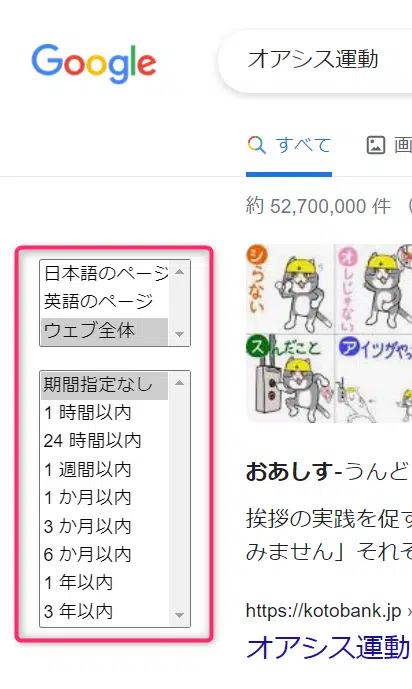 Google
オアシス運動
すべて
画
約 52,700,000 件 (
日本語のページ
英語のページ
ウェブ全体
期間指定なし
1 時間以内
24 時間以内
1 週間以内
1 か月以内
3 か月以内
6 か月以内
1 年以内
3 年以内
シらない
オレじゃない
スんだこと
アイツがやっ
おあしす‐うんど
挨拶の実践を促す
みません」それぞ
https://kotobank.jp ›
オアシス運動